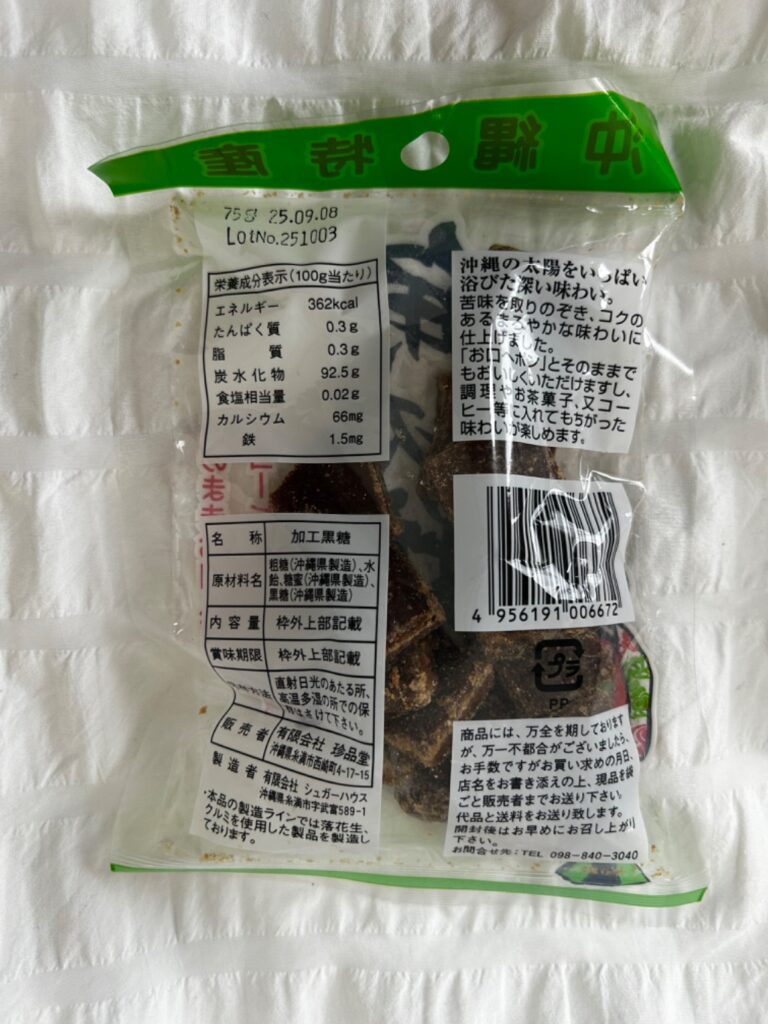 沖縄特産
75g 25.09.08
LotNo.251003
栄養成分表示(100g当たり)
エネルギー 362kcal
たんぱく質 0.3g
脂質 0.3g
炭水化物 92.5g
食塩相当量 0.02g
カルシウム 66mg
鉄 1.5mg
沖縄の太陽をいっぱい
浴びた深い味わい。
苦味を取りのぞき、コクの
あるまろやかな味わいに
仕上げました。
「お口へポン」とそのままで
もおいしくいただけますし、
調理やお茶菓子、又コー
ヒー等に入れてもちがった
味わいが楽しめます。
名称 加工黒糖
原材料名 粗糖(沖縄県製造)、水
飴、糖蜜(沖縄県製造)、
黒糖(沖縄県製造)
内容量 枠外上部記載
賞味期限 枠外上部記載
直射日光のあたる所、
高温多湿の所での保
存はさけて下さい。
販売者 有限会社 珍品堂
沖縄県糸満市西崎町4-17-15
製造者 有限会社 シュガーハウス
沖縄県糸満市字武富589-1
・本品の製造ラインでは落花生、
クルミを使用した製品を製造し
ております。
4 956191 006672
プラ
PP
商品には、万全を期しております
が、万一不都合がございましたら、
お手数ですがお買い求めの月日、
店名をお書き添えの上、現品を袋
ごと販売者までお送り下さい。
代品と送料をお送り致します。
開封後はお早めにお召し上がり
下さい。
お問合せ先:TEL 098-840-3040